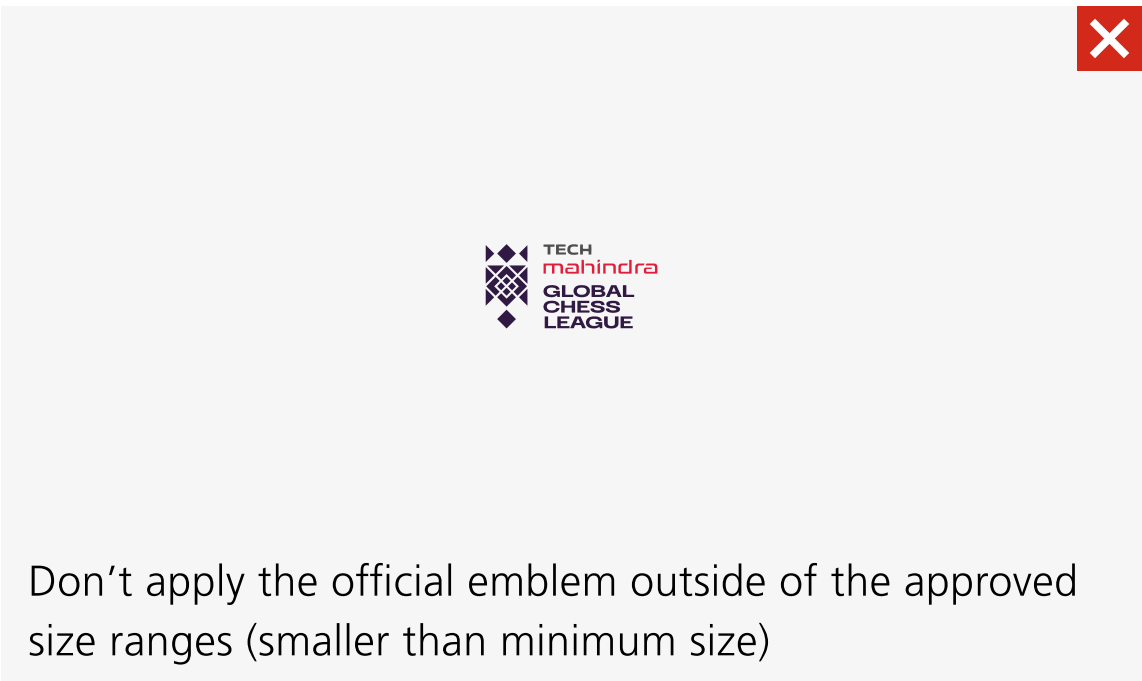 TECH
mahindra
GLOBAL
CHESS
LEAGUE
Don’t apply the official emblem outside of the approved
size ranges (smaller than minimum size)